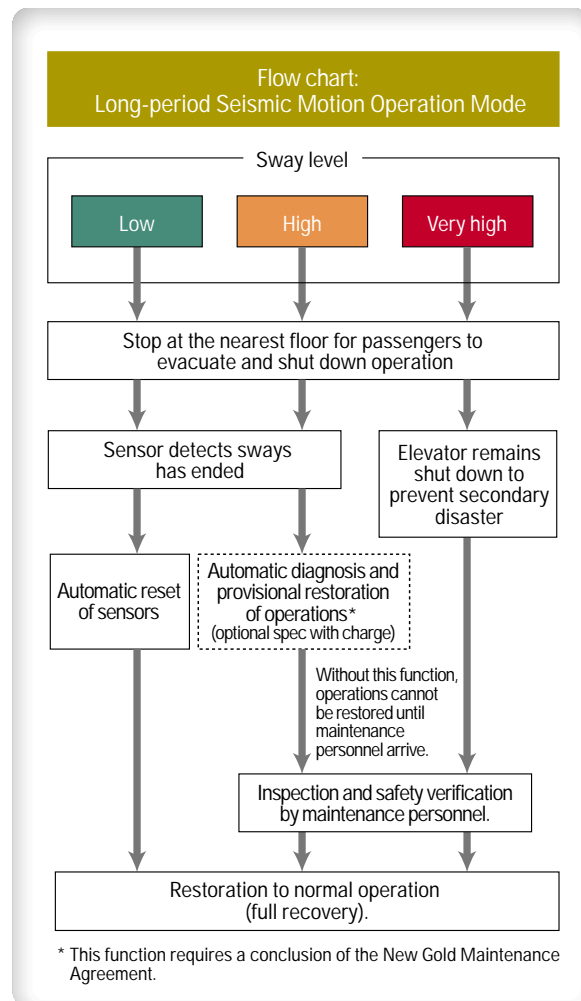 Flow chart:
Long-period Seismic Motion Operation Mode
Sway level
Low
High
Very high
Stop at the nearest floor for passengers to
evacuate and shut down operation
Sensor detects sways
has ended
Elevator remains
shut down to
prevent secondary
disaster
Automatic reset
of sensors
Automatic diagnosis and
provisional restoration
of operations*
(optional spec with charge)
Without this function,
operations cannot
be restored until
maintenance
personnel arrive.
Inspection and safety verification
by maintenance personnel.
Restoration to normal operation
(full recovery).
* This function requires a conclusion of the New Gold Maintenance
Agreement.